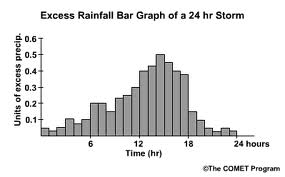 Excess Rainfall Bar Graph of a 24 hr Storm
Units of excess precip.
0.6
0.5
0.4
0.3
0.2
0.1
6 12 18 24 hours
Time (hr)
©The COMET Program